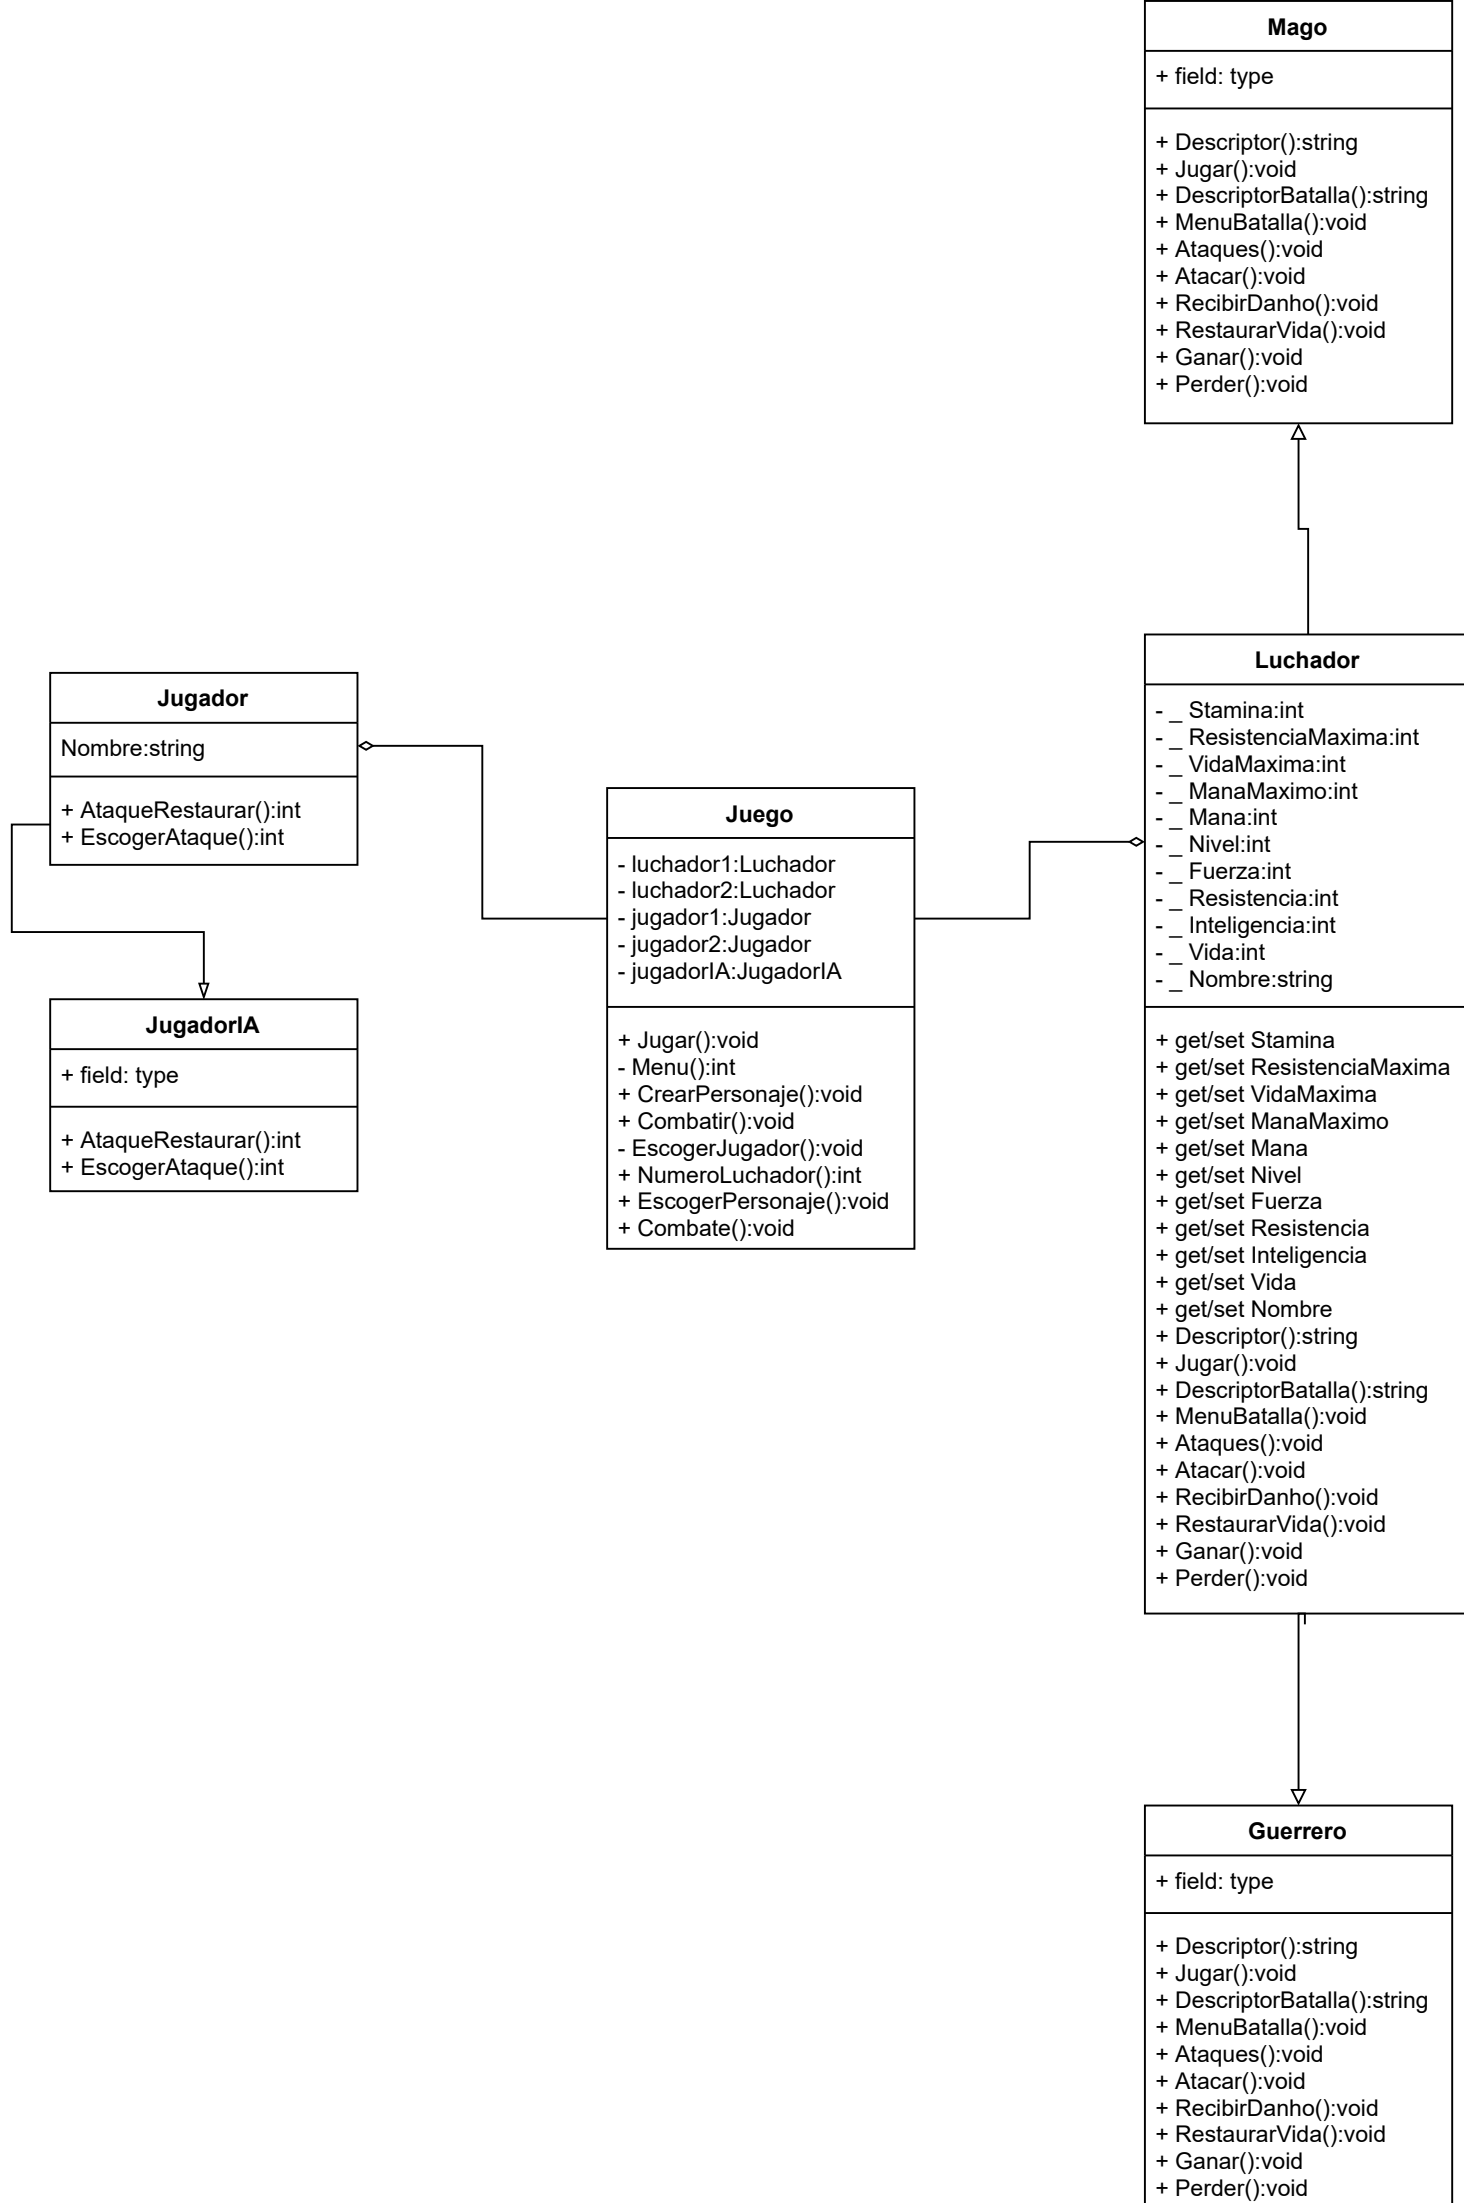 Mago
+ field: type
+ Descriptor():string
+ Jugar():void
+ DescriptorBatalla():string
+ MenuBatalla():void
+ Ataques():void
+ Atacar():void
+ RecibirDanho():void
+ RestaurarVida():void
+ Ganar():void
+ Perder():void
Jugador
Nombre:string
+ AtaqueRestaurar():int
+ EscogerAtaque():int
JugadorIA
+ field: type
+ AtaqueRestaurar():int
+ EscogerAtaque():int
Juego
- luchador1:Luchador
- luchador2:Luchador
- jugador1:Jugador
- jugador2:Jugador
- jugadorIA:JugadorIA
+ Jugar():void
- Menu():int
+ CrearPersonaje():void
+ Combatir():void
- EscogerJugador():void
+ NumeroLuchador():int
+ EscogerPersonaje():void
+ Combate():void
Luchador
- _ Stamina:int
- _ ResistenciaMaxima:int
- _ VidaMaxima:int
- _ ManaMaximo:int
- _ Mana:int
- _ Nivel:int
- _ Fuerza:int
- _ Resistencia:int
- _ Inteligencia:int
- _ Vida:int
- _ Nombre:string
+ get/set Stamina
+ get/set ResistenciaMaxima
+ get/set VidaMaxima
+ get/set ManaMaximo
+ get/set Mana
+ get/set Nivel
+ get/set Fuerza
+ get/set Resistencia
+ get/set Inteligencia
+ get/set Vida
+ get/set Nombre
+ Descriptor():string
+ Jugar():void
+ DescriptorBatalla():string
+ MenuBatalla():void
+ Ataques():void
+ Atacar():void
+ RecibirDanho():void
+ RestaurarVida():void
+ Ganar():void
+ Perder():void
Guerrero
+ field: type
+ Descriptor():string
+ Jugar():void
+ DescriptorBatalla():string
+ MenuBatalla():void
+ Ataques():void
+ Atacar():void
+ RecibirDanho():void
+ RestaurarVida():void
+ Ganar():void
+ Perder():void